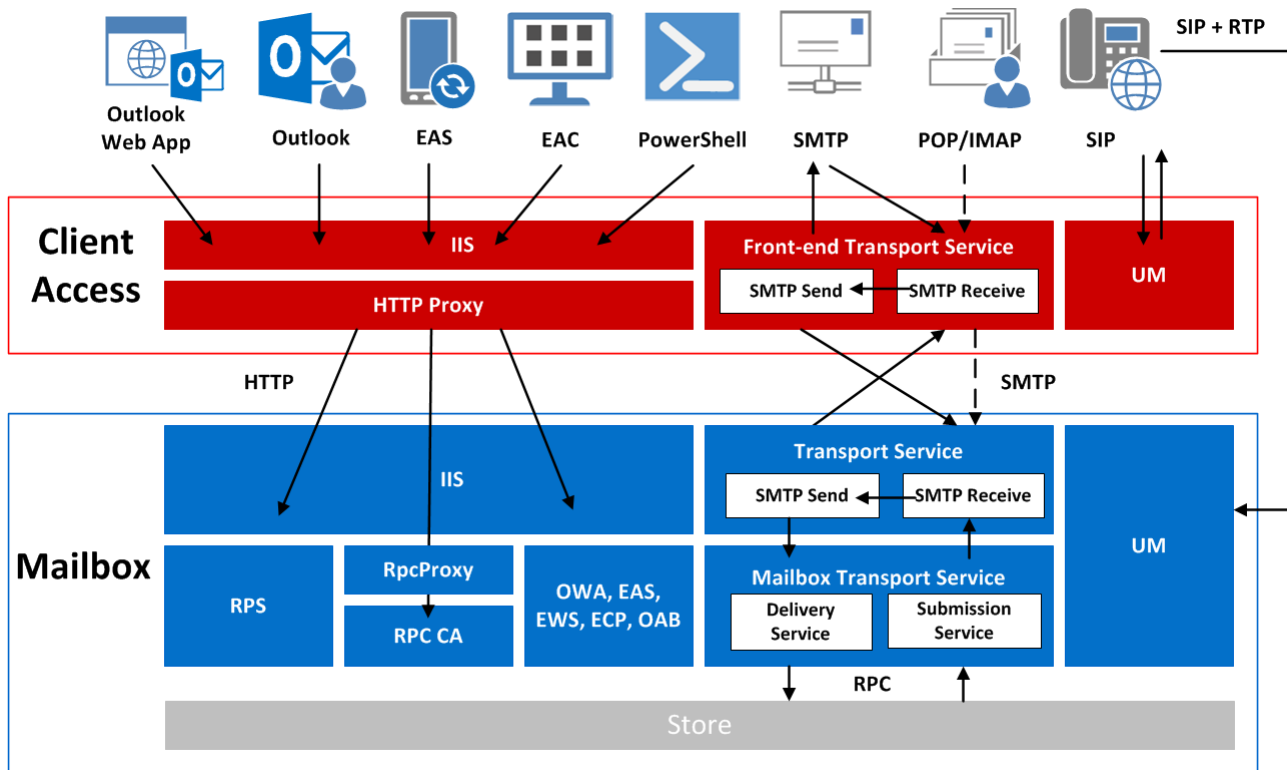 SIP + RTP
Outlook
Web App
Outlook
EAS
EAC
PowerShell
SMTP
POP/IMAP
SIP
Client
Access
IIS
HTTP Proxy
Front-end Transport Service
SMTP Send
SMTP Receive
UM
HTTP
SMTP
Mailbox
IIS
Transport Service
SMTP Send
SMTP Receive
UM
RPS
RpcProxy
RPC CA
OWA, EAS,
EWS, ECP, OAB
Mailbox Transport Service
Delivery
Service
Submission
Service
RPC
Store